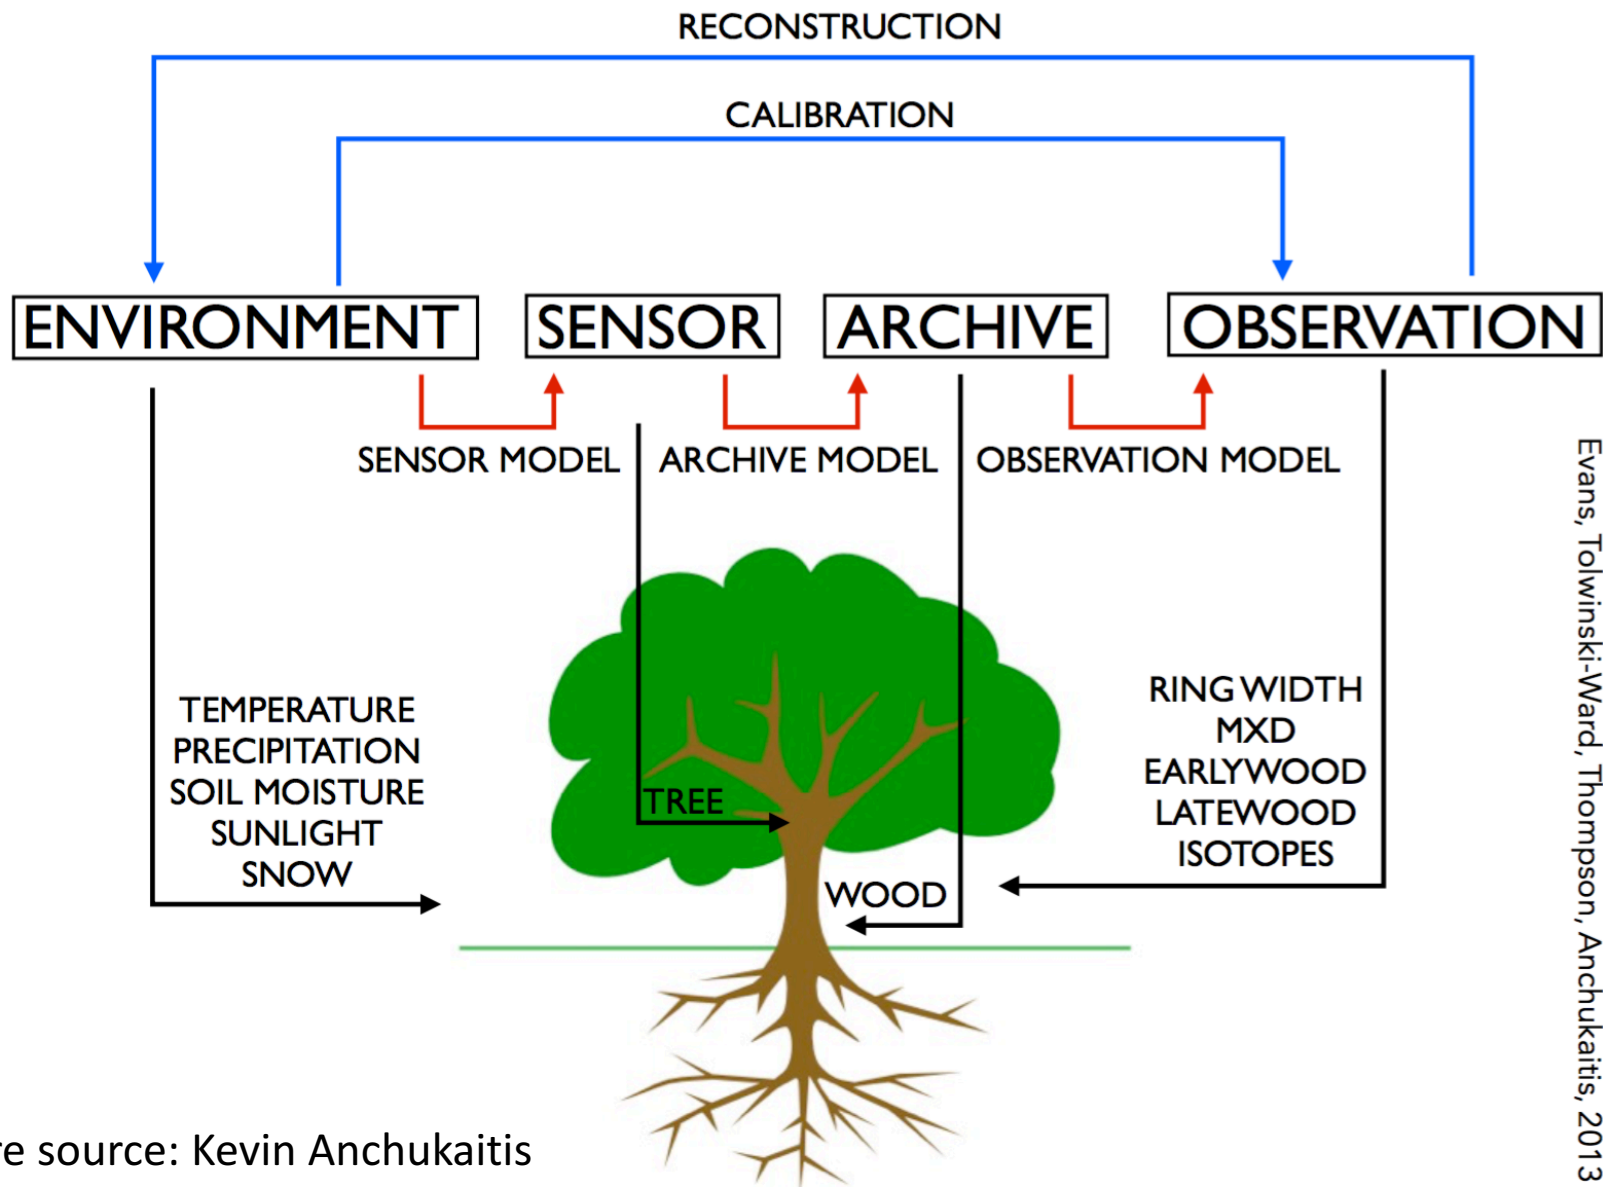 RECONSTRUCTION
CALIBRATION
ENVIRONMENT
SENSOR
ARCHIVE
OBSERVATION
SENSOR MODEL
ARCHIVE MODEL
OBSERVATION MODEL
TEMPERATURE
PRECIPITATION
SOIL MOISTURE
SUNLIGHT
SNOW
TREE
WOOD
RING WIDTH
MXD
EARLYWOOD
LATEWOOD
ISOTOPES
Evans, Tolwinski-Ward, Thompson, Anchukaitis, 2013
re source: Kevin Anchukaitis